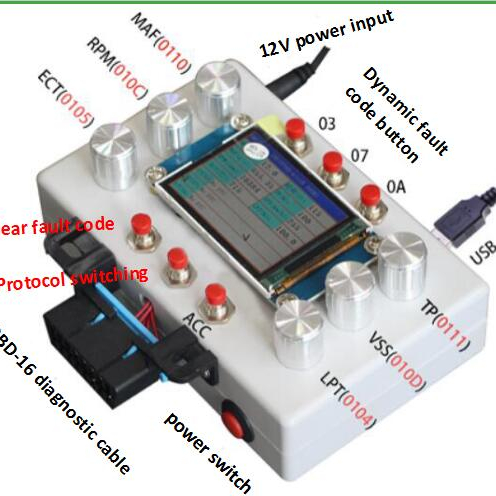 MAF(0110)
RPM(010C)
ECT(0105)
12V power input
Dynamic fault
code button
03
07
0A
USB
ear fault code
Protocol switching
ACC
TP(0111)
VSS(010D)
LPT(0104)
BD-16 diagnostic cable
power switch